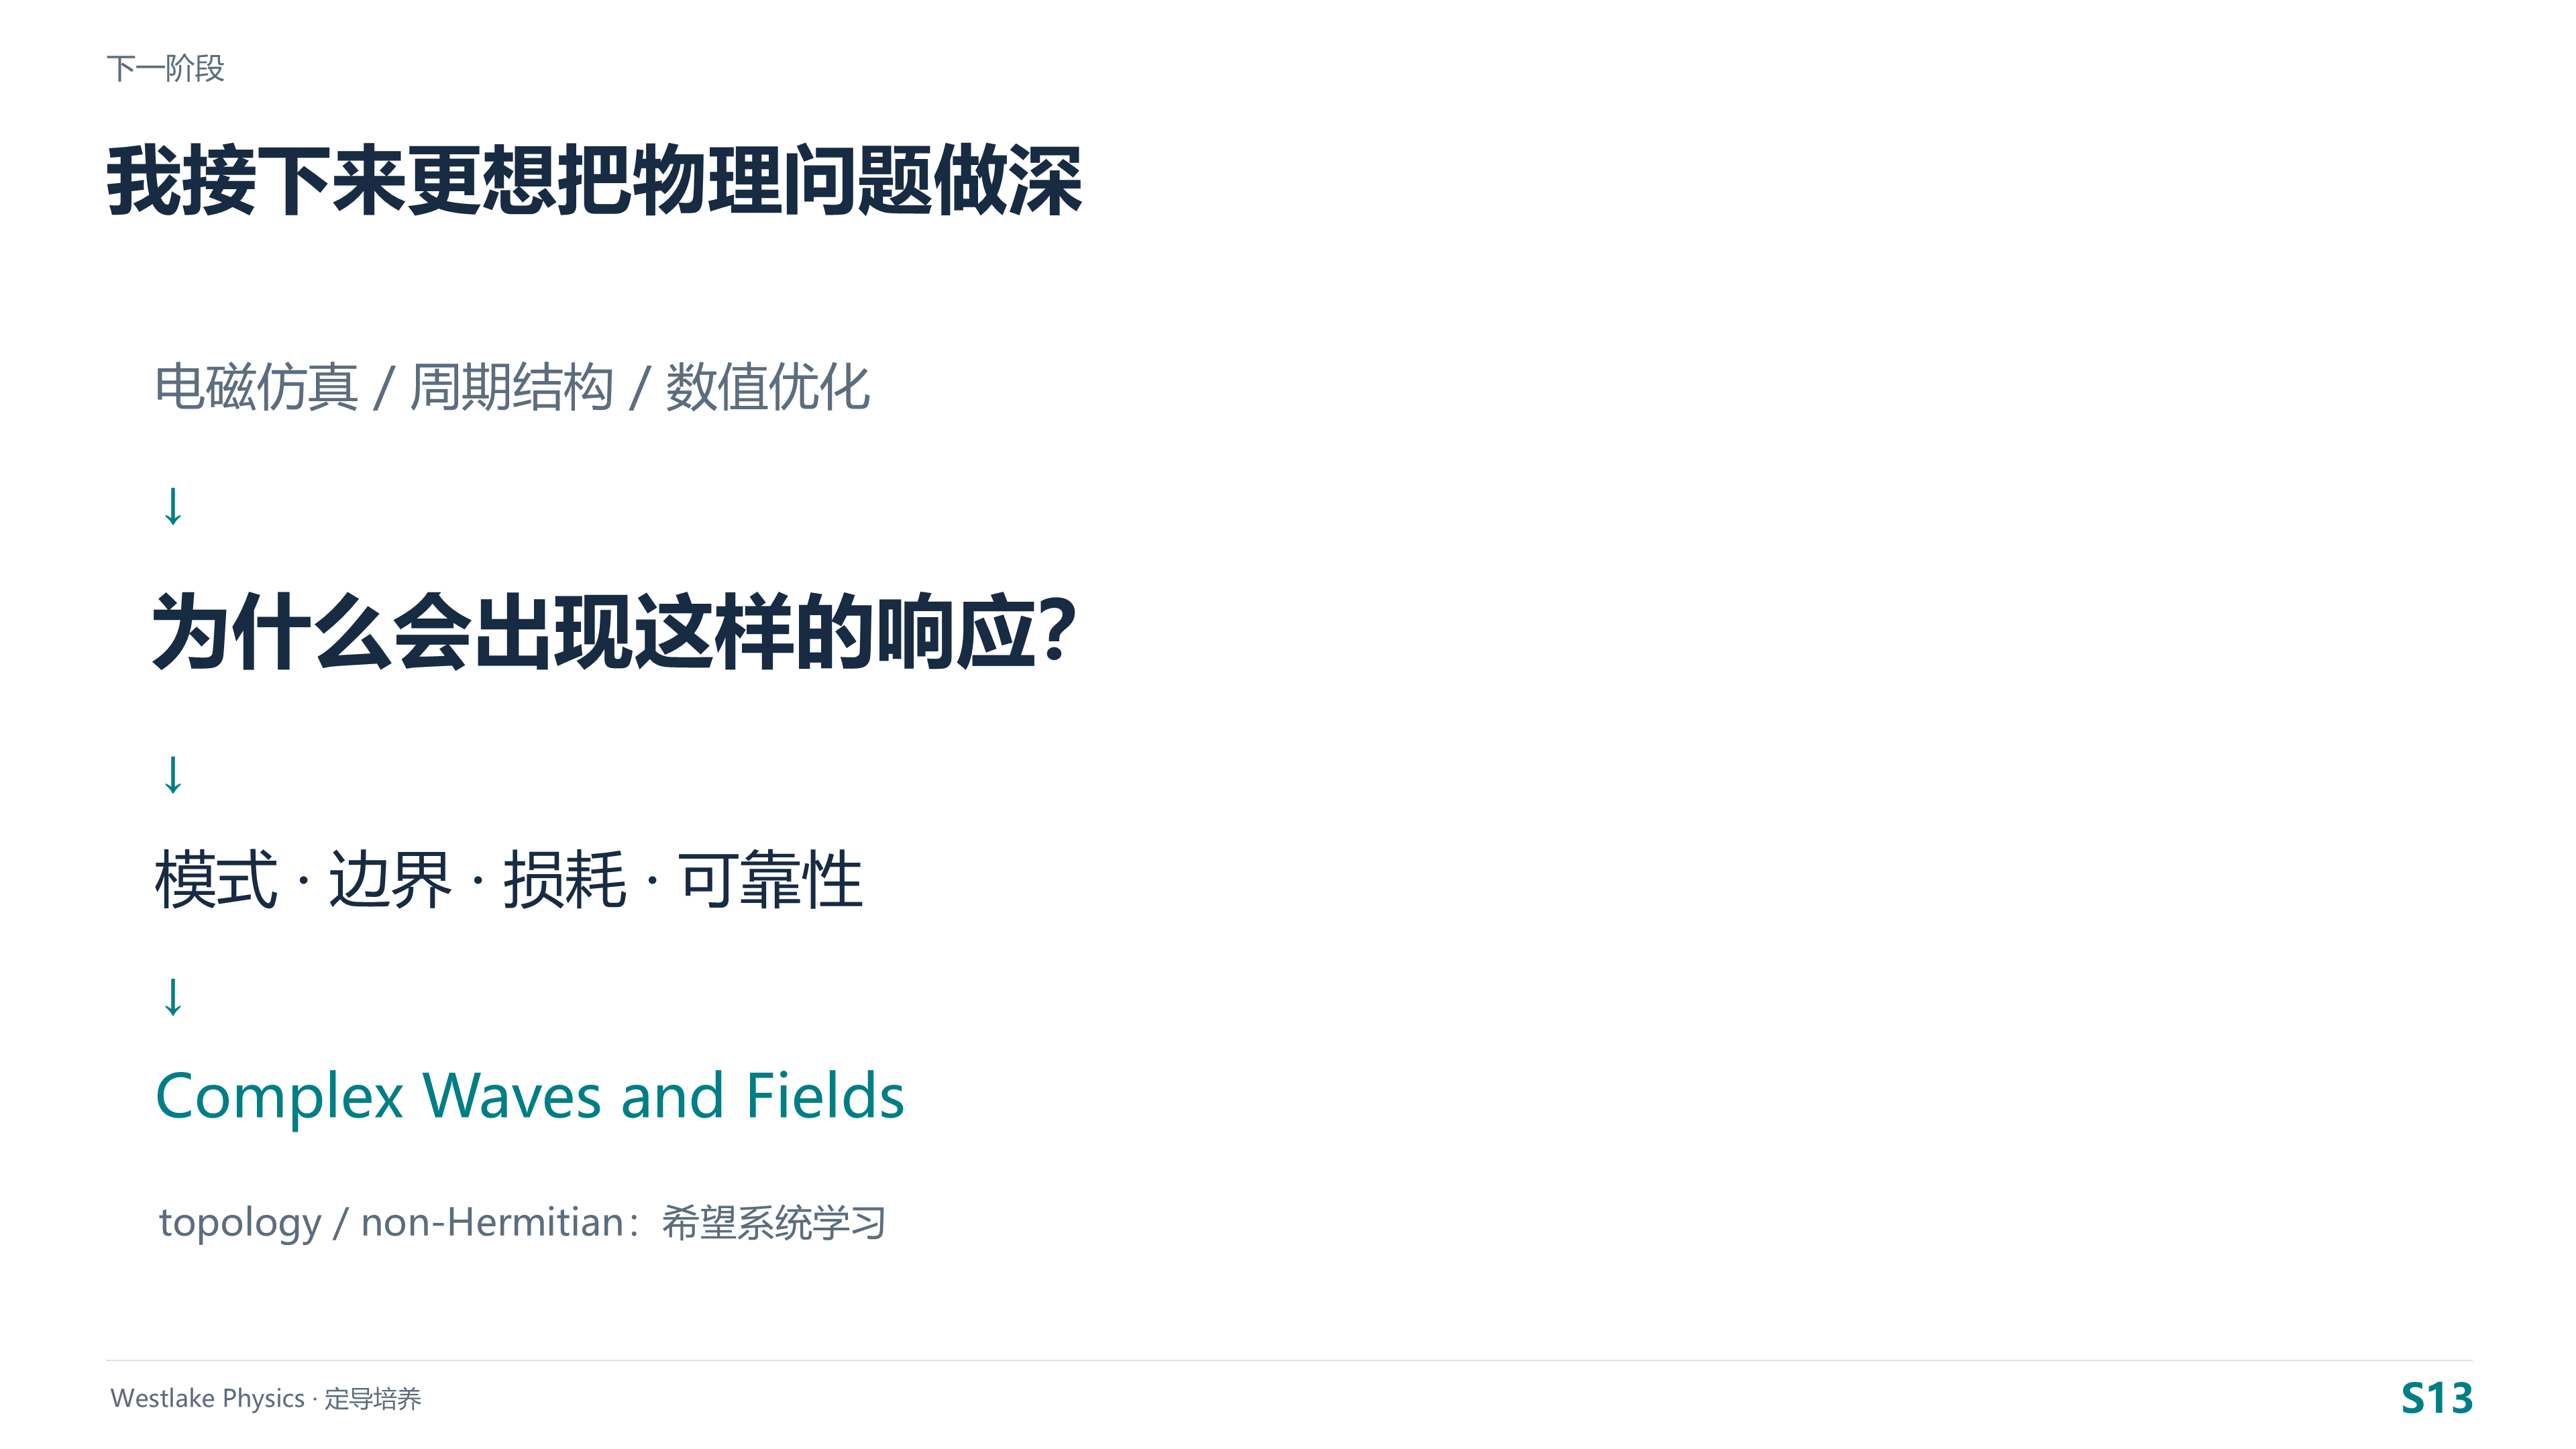 下一阶段
我接下来更想把物理问题做深
电磁仿真 / 周期结构 / 数值优化
↓
为什么会出现这样的响应?
↓
模式 · 边界 · 损耗 · 可靠性
↓
Complex Waves and Fields
topology / non-Hermitian：希望系统学习
Westlake Physics · 定导培养
S13